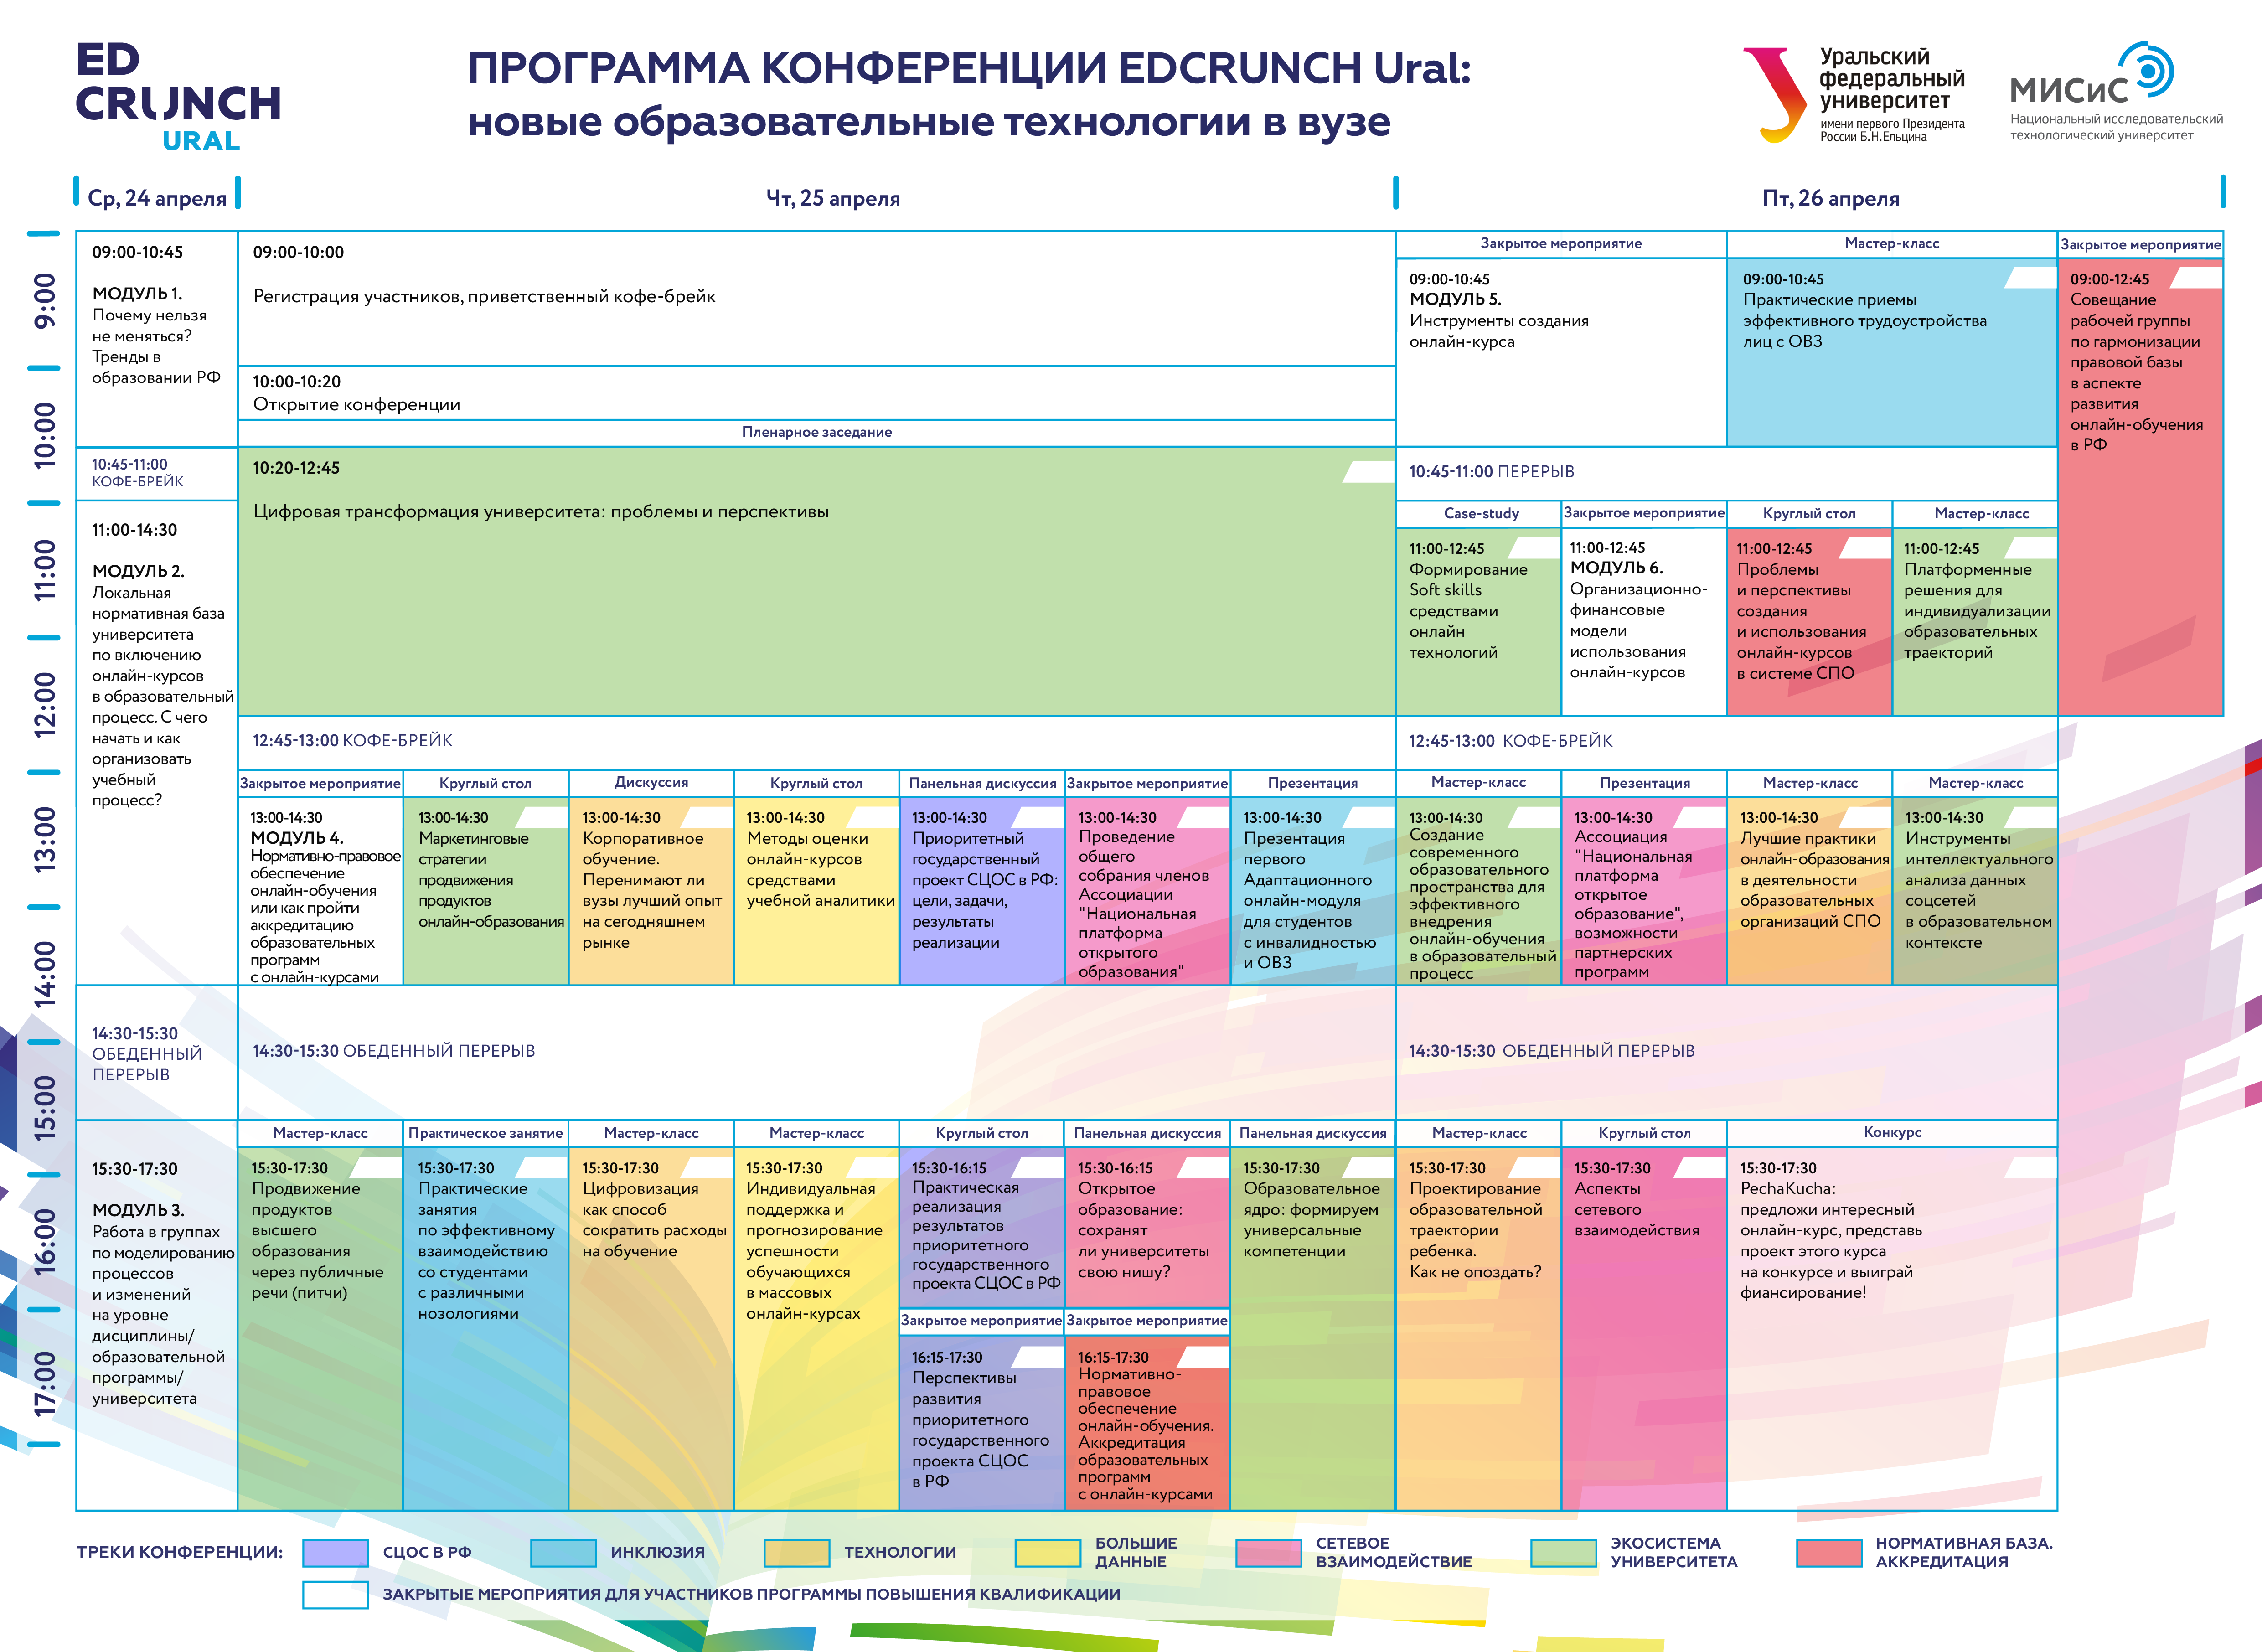 ED
CRUNCH
URAL
ПРОГРАММА КОНФЕРЕНЦИИ EDCRUNCH Ural:
новые образовательные технологии в вузе
Уральский
федеральный
университет
имени первого Президента
России Б.Н.Ельцина
МИСиС
Национальный исследовательский
технологический университет
Ср, 24 апреля
Чт, 25 апреля
Пт, 26 апреля
9:00
10:00
11:00
12:00
13:00
14:00
15:00
16:00
17:00
09:00-10:45
МОДУЛЬ 1.
Почему нельзя
не меняться?
Тренды в
образовании РФ
10:45-11:00
КОФЕ-БРЕЙК
11:00-14:30
МОДУЛЬ 2.
Локальная
нормативная база
университета
по включению
онлайн-курсов
в образовательный
процесс. С чего
начать и как
организовать
учебный
процесс?
14:30-15:30
ОБЕДЕННЫЙ
ПЕРЕРЫВ
15:30-17:30
МОДУЛЬ 3.
Работа в группах
по моделированию
процессов
и изменений
на уровне
дисциплины/
образовательной
программы/
университета
09:00-10:00
Регистрация участников, приветственный кофе-брейк
10:00-10:20
Открытие конференции
Пленарное заседание
10:20-12:45
Цифровая трансформация университета: проблемы и перспективы
12:45-13:00 КОФЕ-БРЕЙК
Закрытое мероприятие
13:00-14:30
МОДУЛЬ 4.
Нормативно-правовое
обеспечение
онлайн-обучения
или как пройти
аккредитацию
образовательных
программ
с онлайн-курсами
Круглый стол
13:00-14:30
Маркетинговые
стратегии
продвижения
продуктов
онлайн-образования
Дискуссия
13:00-14:30
Корпоративное
обучение.
Перенимают ли
вузы лучший опыт
на сегодняшнем
рынке
Круглый стол
13:00-14:30
Методы оценки
онлайн-курсов
средствами
учебной аналитики
Панельная дискуссия
13:00-14:30
Приоритетный
государственный
проект СЦОС в РФ:
цели, задачи,
результаты
реализации
Закрытое мероприятие
13:00-14:30
Проведение
общего
собрания членов
Ассоциации
"Национальная
платформа
открытого
образования"
Презентация
13:00-14:30
Презентация
первого
Адаптационного
онлайн-модуля
для студентов
с инвалидностью
и ОВЗ
14:30-15:30 ОБЕДЕННЫЙ ПЕРЕРЫВ
Мастер-класс
15:30-17:30
Продвижение
продуктов
высшего
образования
через публичные
речи (питчи)
Практическое занятие
15:30-17:30
Практические
занятия
по эффективному
взаимодействию
со студентами
с различными
нозологиями
Мастер-класс
15:30-17:30
Цифровизация
как способ
сократить расходы
на обучение
Мастер-класс
15:30-17:30
Индивидуальная
поддержка и
прогнозирование
успешности
обучающихся
в массовых
онлайн-курсах
Круглый стол
15:30-16:15
Практическая
реализация
результатов
приоритетного
государственного
проекта СЦОС в РФ
Закрытое мероприятие
16:15-17:30
Перспективы
развития
приоритетного
государственного
проекта СЦОС
в РФ
Панельная дискуссия
15:30-16:15
Открытое
образование:
сохранят
ли университеты
свою нишу?
Закрытое мероприятие
16:15-17:30
Нормативно-
правовое
обеспечение
онлайн-обучения.
Аккредитация
образовательных
программ
с онлайн-курсами
Панельная дискуссия
15:30-17:30
Образовательное
ядро: формируем
универсальные
компетенции
Закрытое мероприятие
09:00-10:45
МОДУЛЬ 5.
Инструменты создания
онлайн-курса
Мастер-класс
09:00-10:45
Практические приемы
эффективного трудоустройства
лиц с ОВЗ
Закрытое мероприятие
09:00-12:45
Совещание
рабочей группы
по гармонизации
правовой базы
в аспекте
развития
онлайн-обучения
в РФ
10:45-11:00 ПЕРЕРЫВ
Case-study
11:00-12:45
Формирование
Soft skills
средствами
онлайн
технологий
Закрытое мероприятие
11:00-12:45
МОДУЛЬ 6.
Организационно-
финансовые
модели
использования
онлайн-курсов
Круглый стол
11:00-12:45
Проблемы
и перспективы
создания
и использования
онлайн-курсов
в системе СПО
Мастер-класс
11:00-12:45
Платформенные
решения для
индивидуализации
образовательных
траекторий
12:45-13:00 КОФЕ-БРЕЙК
Мастер-класс
13:00-14:30
Создание
современного
образовательного
пространства для
эффективного
внедрения
онлайн-обучения
в образовательный
процесс
Презентация
13:00-14:30
Ассоциация
"Национальная
платформа
открытое
образование",
возможности
партнерских
программ
Мастер-класс
13:00-14:30
Лучшие практики
онлайн-образования
в деятельности
образовательных
организаций СПО
Мастер-класс
13:00-14:30
Инструменты
интеллектуального
анализа данных
соцсетей
в образовательном
контексте
14:30-15:30 ОБЕДЕННЫЙ ПЕРЕРЫВ
Мастер-класс
15:30-17:30
Проектирование
образовательной
траектории
ребенка.
Как не опоздать?
Круглый стол
15:30-17:30
Аспекты
сетевого
взаимодействия
Конкурс
15:30-17:30
PechaKucha:
предложи интересный
онлайн-курс, представь
проект этого курса
на конкурсе и выиграй
фиансирование!
ТРЕКИ КОНФЕРЕНЦИИ:
СЦОС В РФ
ИНКЛЮЗИЯ
ТЕХНОЛОГИИ
БОЛЬШИЕ
ДАННЫЕ
СЕТЕВОЕ
ВЗАИМОДЕЙСТВИЕ
ЭКОСИСТЕМА
УНИВЕРСИТЕТА
НОРМАТИВНАЯ БАЗА.
АККРЕДИТАЦИЯ
ЗАКРЫТЫЕ МЕРОПРИЯТИЯ ДЛЯ УЧАСТНИКОВ ПРОГРАММЫ ПОВЫШЕНИЯ КВАЛИФИКАЦИИ